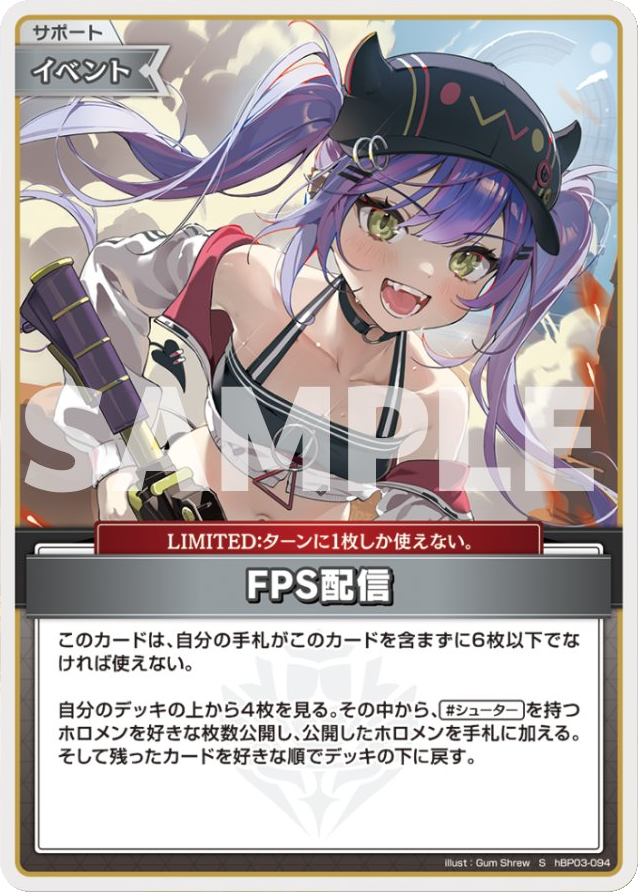 サポート
イベント
SAMPLE
LIMITED:ターンに1枚しか使えない。
FPS配信
このカードは、自分の手札がこのカードを含まずに6枚以下でな
ければ使えない。
自分のデッキの上から4枚を見る。その中から、#シューターを持つ
ホロメンを好きな枚数公開し、公開したホロメンを手札に加える。
そして残ったカードを好きな順でデッキの下に戻す。
illust : Gum Shrew S hBP03-094